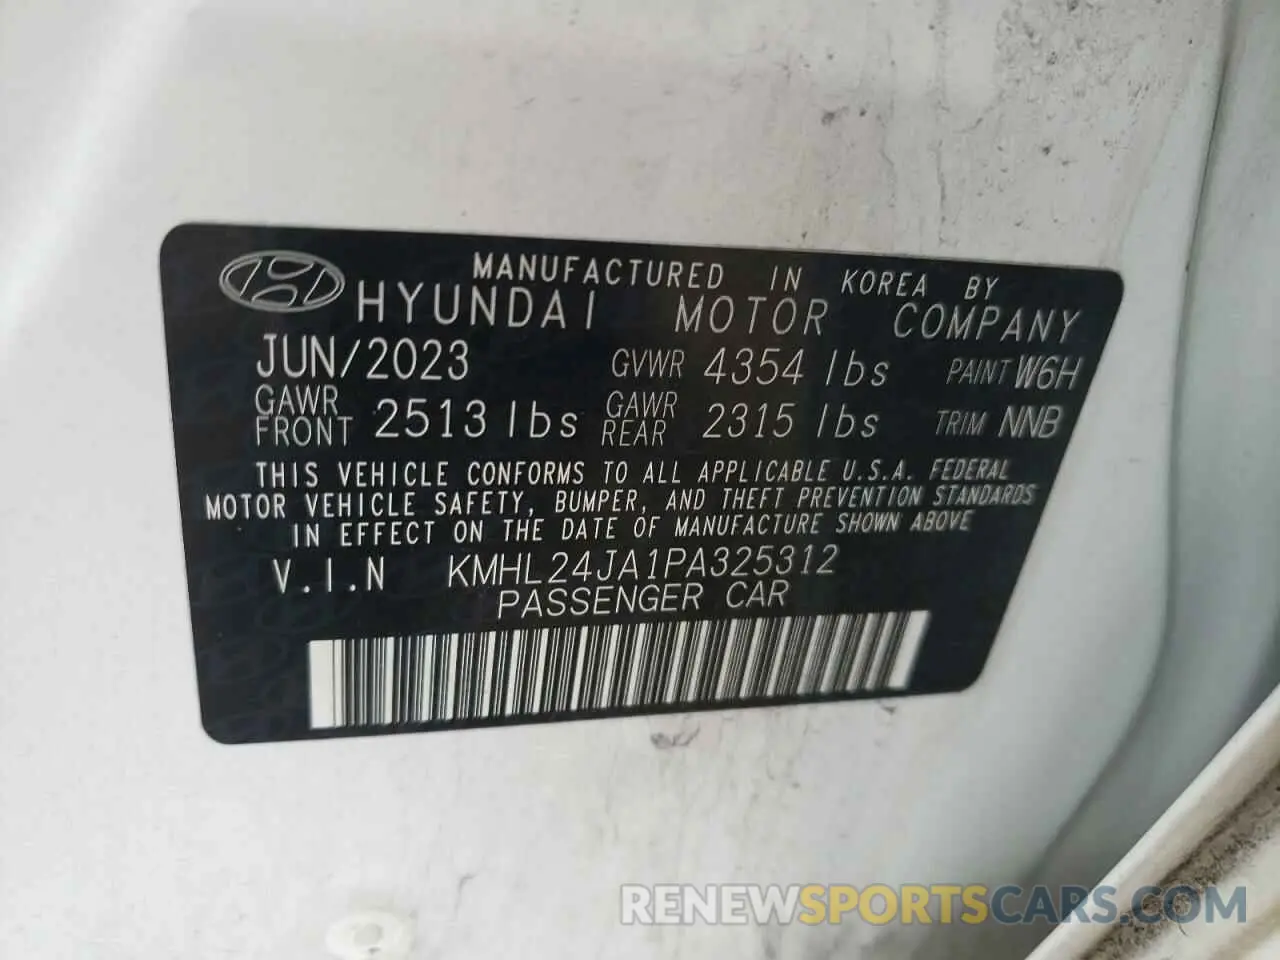 MANUFACTURED IN KOREA BY
HYUNDAI MOTOR COMPANY
JUN/2023 GVWR 4354 lbs PAINT W6H
GAWR FRONT 2513 lbs GAWR REAR 2315 lbs TRIM NNB
THIS VEHICLE CONFORMS TO ALL APPLICABLE U.S.A. FEDERAL
MOTOR VEHICLE SAFETY, BUMPER, AND THEFT PREVENTION STANDARDS
IN EFFECT ON THE DATE OF MANUFACTURE SHOWN ABOVE
V.I.N KMHL24JA1PA325312
PASSENGER CAR
RENEWSPORTSCARS.COM